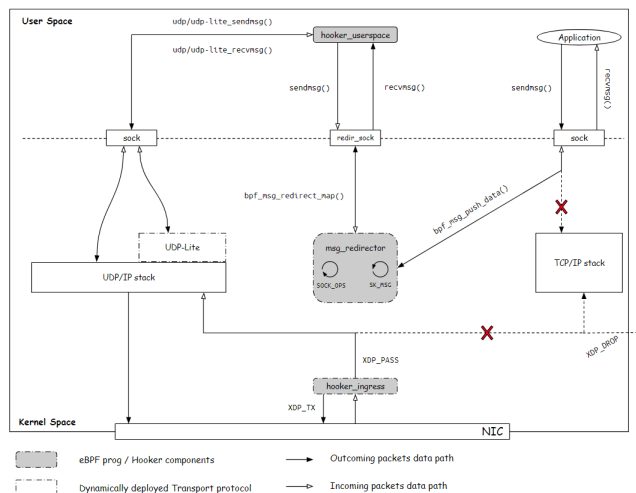 User Space
udp/udp-lite_sendmsg()
hooker_userspace
Application
udp/udp-lite_recvmsg()
sendmsg()
recvmsg()
sendmsg()
recvmsg()
sock
redir_sock
sock
bpf_msg_redirect_map()
bpf_msg_push_data()
UDP-Lite
msg_redirector
UDP/IP stack
TCP/IP stack
SOCK_OPS
SK_MSG
XDP_DROP
XDP_PASS
hooker_ingress
XDP_TX
Kernel Space
NIC
eBPF prog / Hooker components
Outcoming packets data path
Dynamically deployed Transport protocol
Incoming packets data path